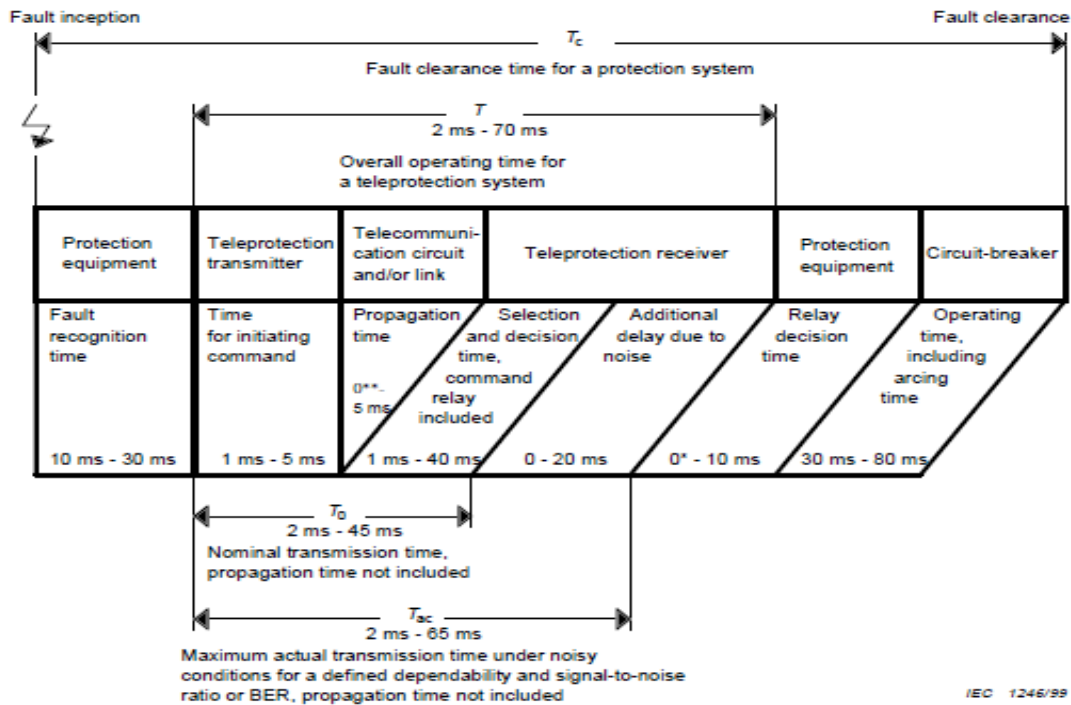 Fault inception
Fault clearance
Tc
Fault clearance time for a protection system
T
2 ms - 70 ms
Overall operating time for
a teleprotection system
Protection
equipment
Teleprotection
transmitter
Telecommuni-
cation circuit
and/or link
Teleprotection receiver
Protection
equipment
Circuit-breaker
Fault
recognition
time
10 ms - 30 ms
Time
for initiating
command
1 ms - 5 ms
Propagation
time
0**-
5 ms
Selection
and decision
time,
command
relay
included
1 ms - 40 ms
Additional
delay due to
noise
0 - 20 ms
Relay
decision
time
0* - 10 ms
Operating
time,
including
arcing
time
30 ms - 80 ms
T0
2 ms - 45 ms
Nominal transmission time,
propagation time not included
Tac
2 ms - 65 ms
Maximum actual transmission time under noisy
conditions for a defined dependability and signal-to-noise
ratio or BER, propagation time not included
IEC 1246/99